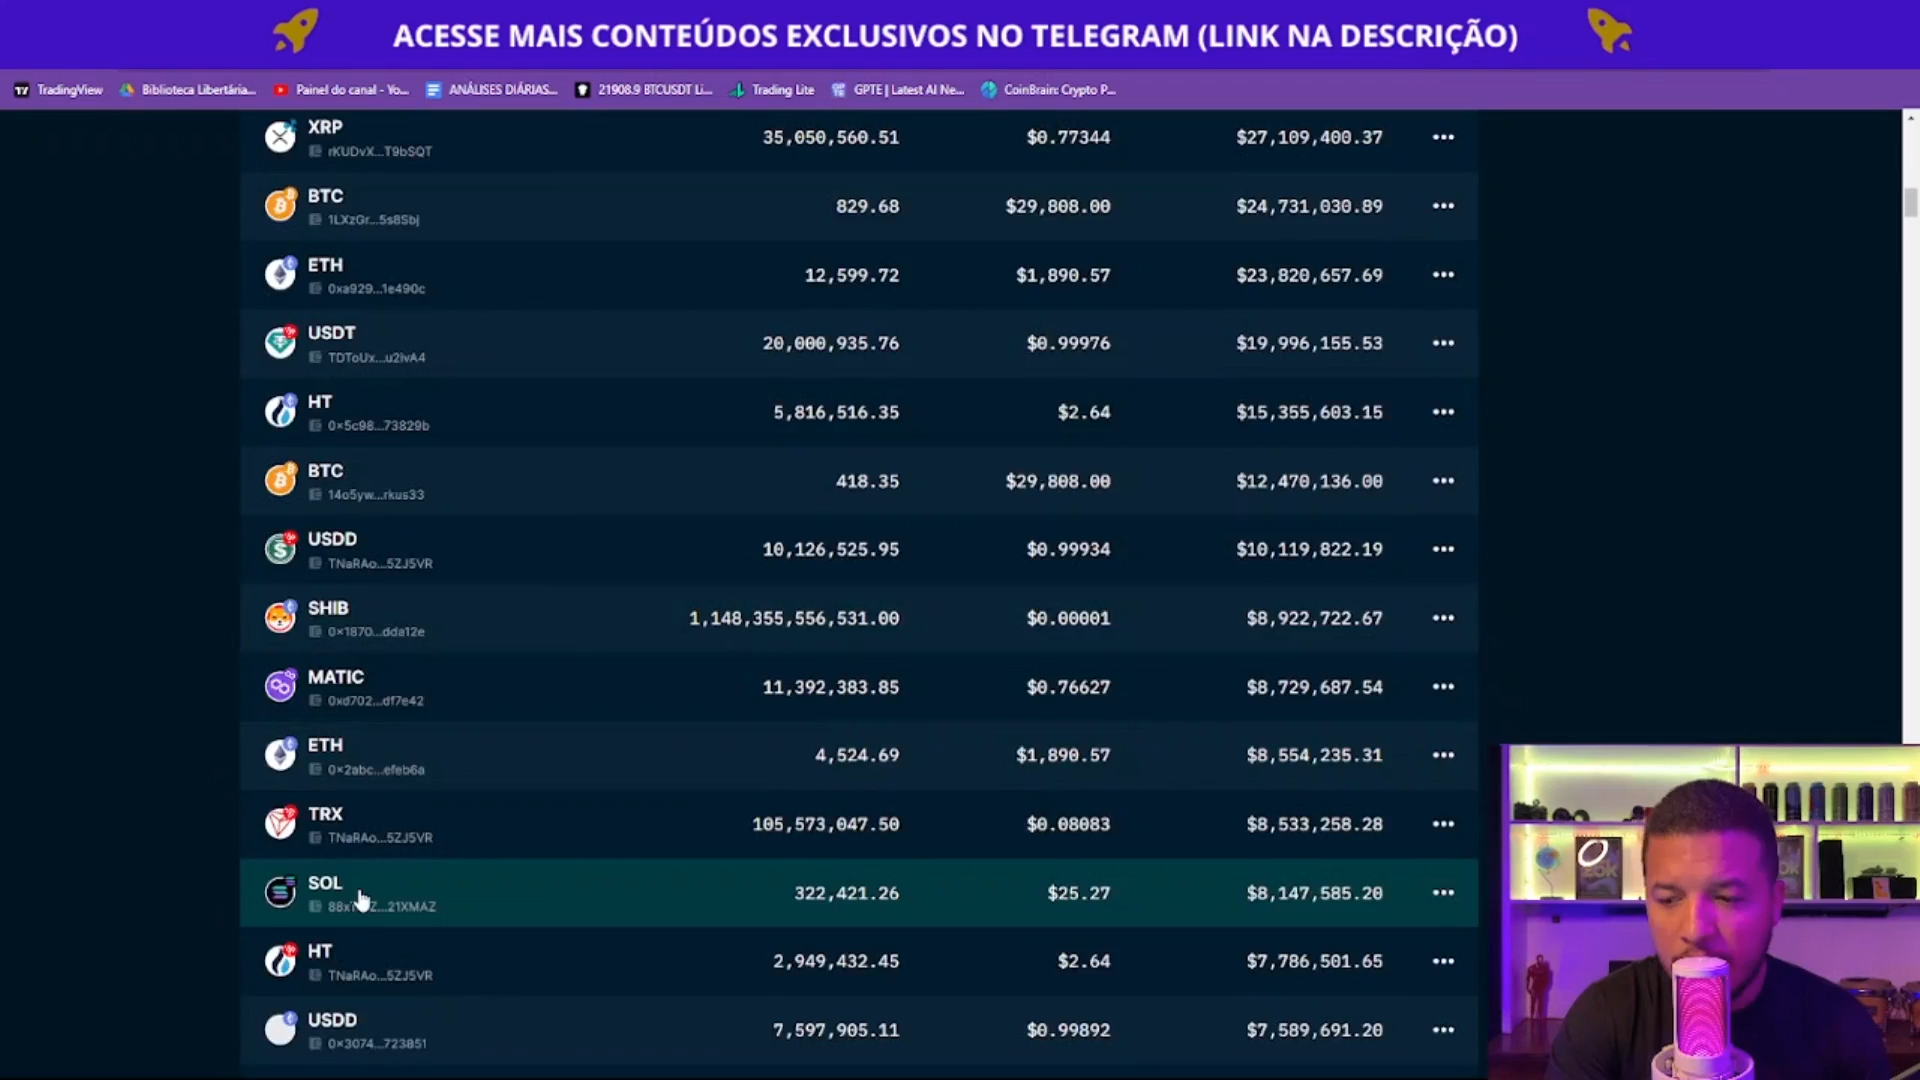 ACESSE MAIS CONTEÚDOS EXCLUSIVOS NO TELEGRAM (LINK NA DESCRIÇÃO)
TradingView Biblioteca Libertária... Painel do canal - Yo... ANÁLISES DIÁRIAS... 21908.9 BTCUSDT Li... Trading Lite GPTE | Latest AI Ne... CoinBrain: Crypto P...
XRP 35,050,560.51 $0.77344 $27,109,400.37
rKUDvX...T9bSQT
BTC 829.68 $29,808.00 $24,731,030.89
1LXzGr...5s8Sbj
ETH 12,599.72 $1,890.57 $23,820,657.69
0xa929...1e490c
USDT 20,000,935.76 $0.99976 $19,996,155.53
TDToUx...u2ivA4
HT 5,816,516.35 $2.64 $15,355,603.15
0x5c98...73829b
BTC 418.35 $29,808.00 $12,470,136.00
14o5yw...rkus33
USDD 10,126,525.95 $0.99934 $10,119,822.19
TNaRAo...5ZJ5VR
SHIB 1,148,355,556,531.00 $0.00001 $8,922,722.67
0x1870...dda12e
MATIC 11,392,383.85 $0.76627 $8,729,687.54
0xd702...df7e42
ETH 4,524.69 $1,890.57 $8,554,235.31
0x2abc...efeb6a
TRX 105,573,047.50 $0.08083 $8,533,258.28
TNaRAo...5ZJ5VR
SOL 322,421.26 $25.27 $8,147,585.20
HT 2,949,432.45 $2.64 $7,786,501.65
TNaRAo...5ZJ5VR
USDD 7,597,905.11 $0.99892 $7,589,691.20
0x3074...723851